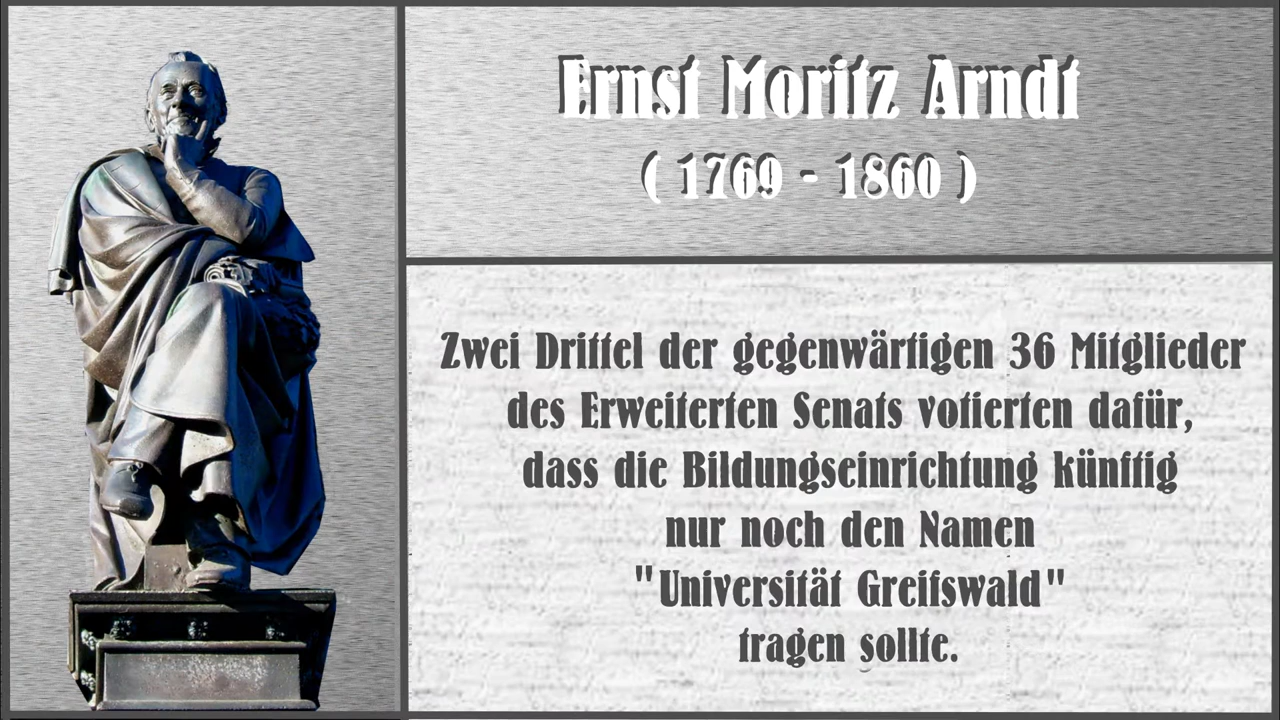 Ernst Moritz Arndt
( 1769 - 1860 )
Zwei Drittel der gegenwärtigen 36 Mitglieder
des Erweiterten Senats votierten dafür,
dass die Bildungseinrichtung künftig
nur noch den Namen
"Universität Greifswald"
tragen sollte.